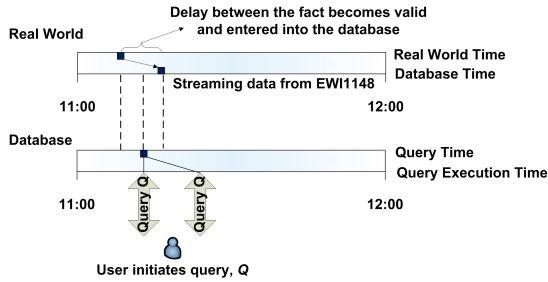 Delay between the fact becomes valid
and entered into the database
Real World
Real World Time
Database Time
Streaming data from EWI1148
11:00
12:00
Database
Query Time
Query Execution Time
Query Q
Query Q
11:00
12:00
User initiates query, Q